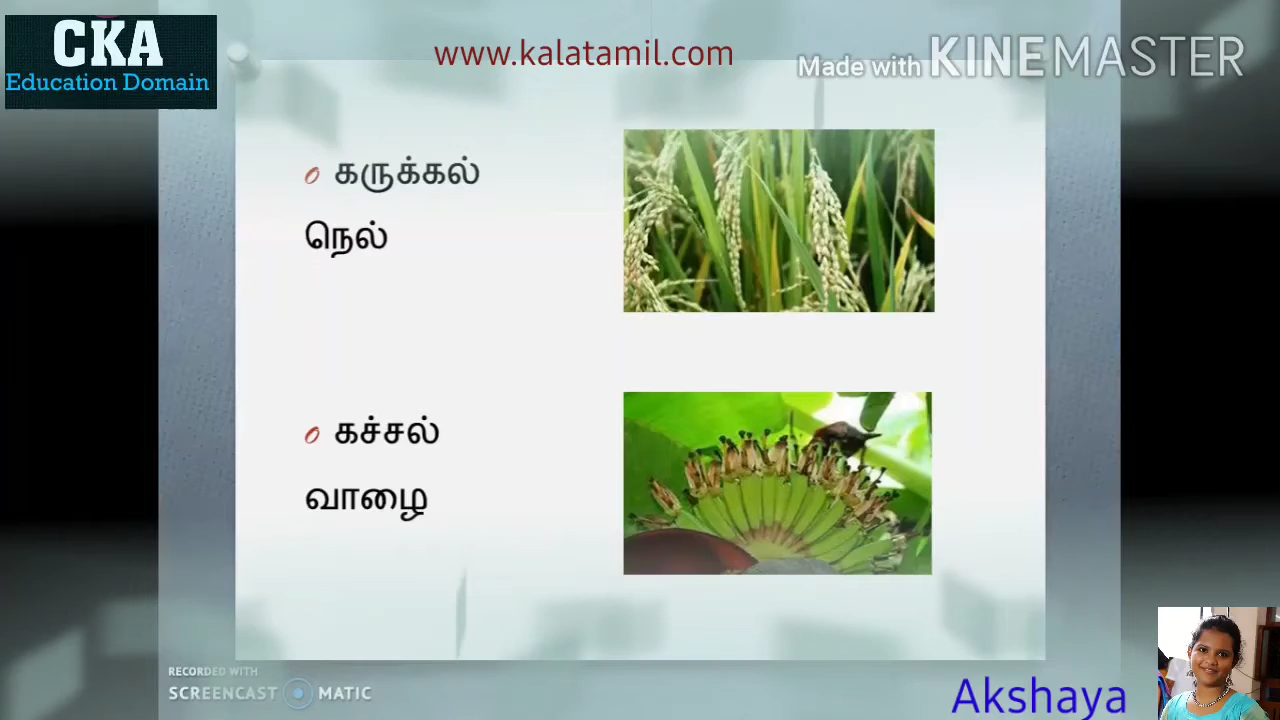 CKA
Education Domain
www.kalatamil.com
Made with KINEMASTER
கருக்கல்
நெல்
கச்சல்
வாழை
RECORDED WITH
SCREENCAST MATIC
Akshaya